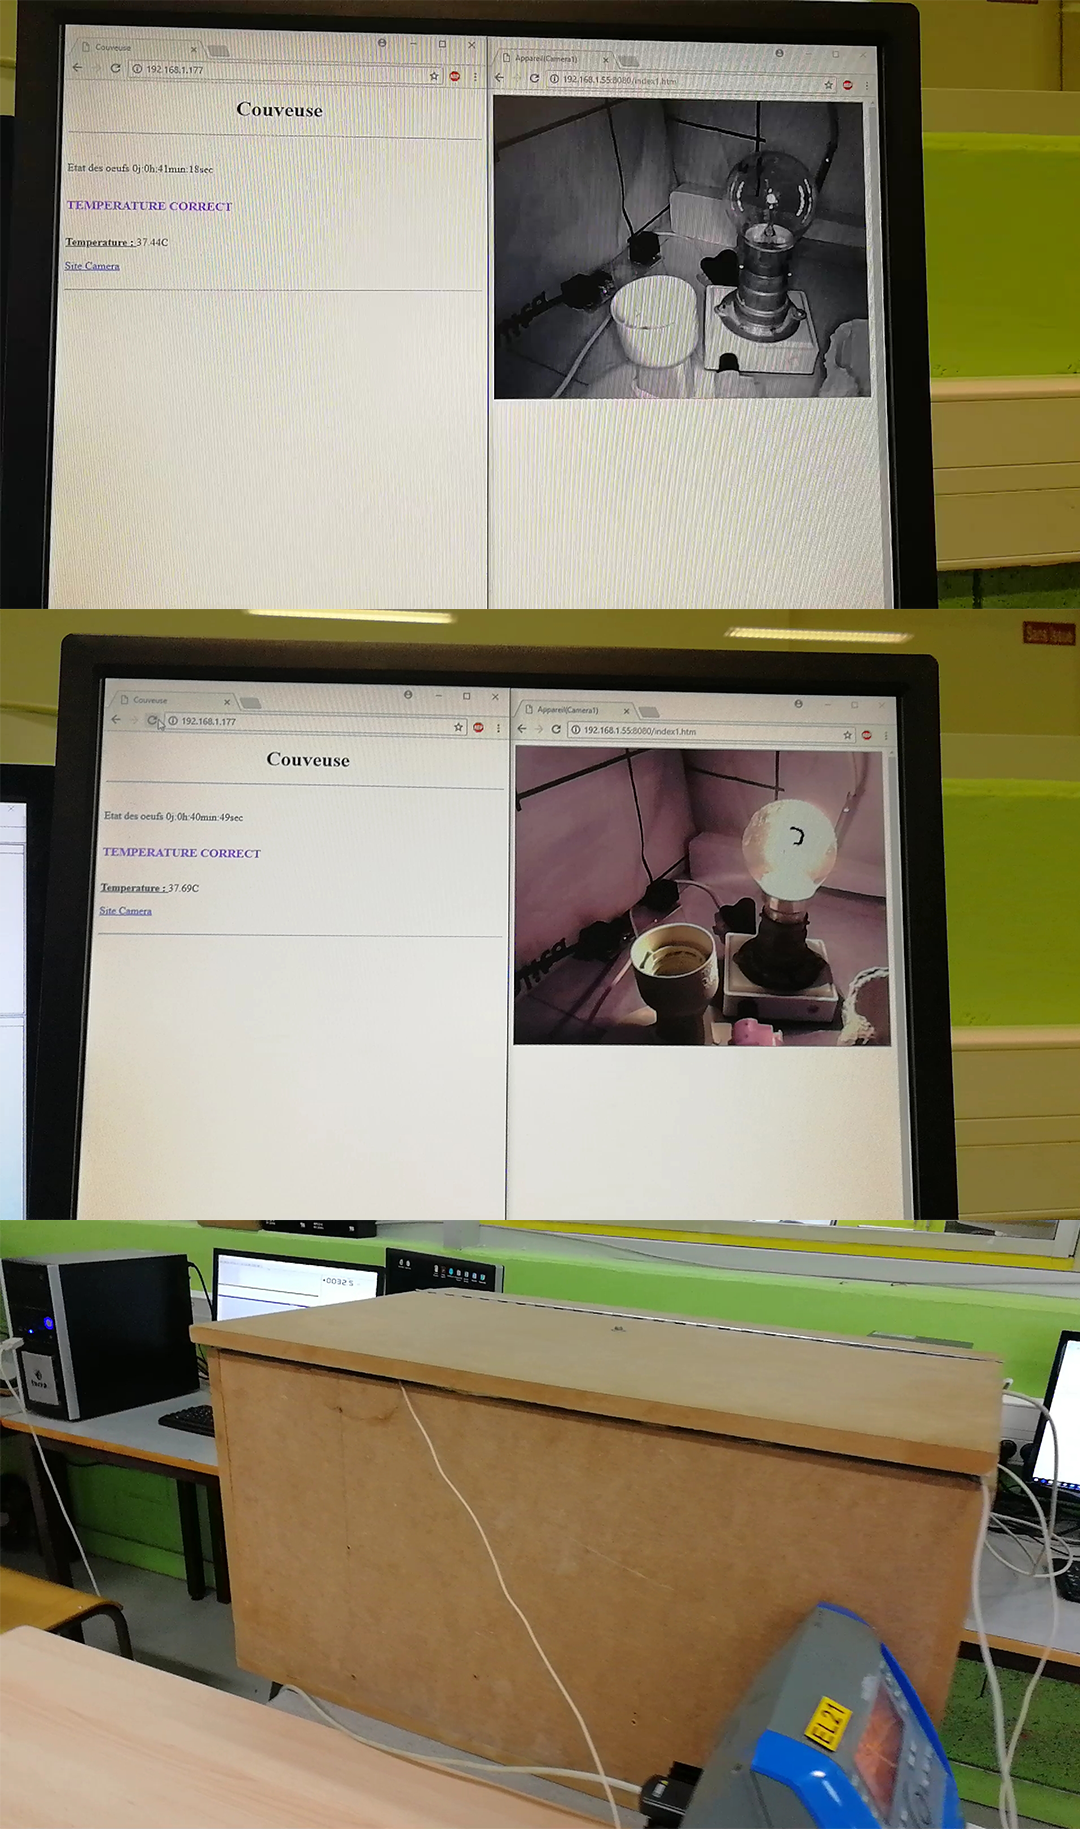 Couveuse
Appareil(Camera1)
192.168.1.177
192.168.1.55:8080/index1.htm
Couveuse
Etat des oeufs 0j:0h:41min:18sec
TEMPERATURE CORRECT
Temperature : 37.44C
Site Camera
Sans issue
Couveuse
Appareil(Camera1)
192.168.1.177
192.168.1.55:8080/index1.htm
Couveuse
Etat des oeufs 0j:0h:40min:49sec
TEMPERATURE CORRECT
Temperature : 37.69C
Site Camera
EL21